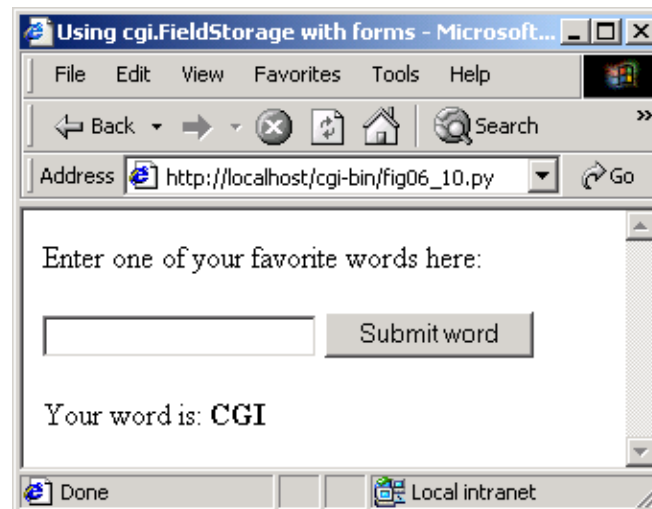 Using cgi.FieldStorage with forms - Microsoft...
File Edit View Favorites Tools Help
Back Search »
Address http://localhost/cgi-bin/fig06_10.py Go
Enter one of your favorite words here:
Submit word
Your word is: CGI
Done Local intranet